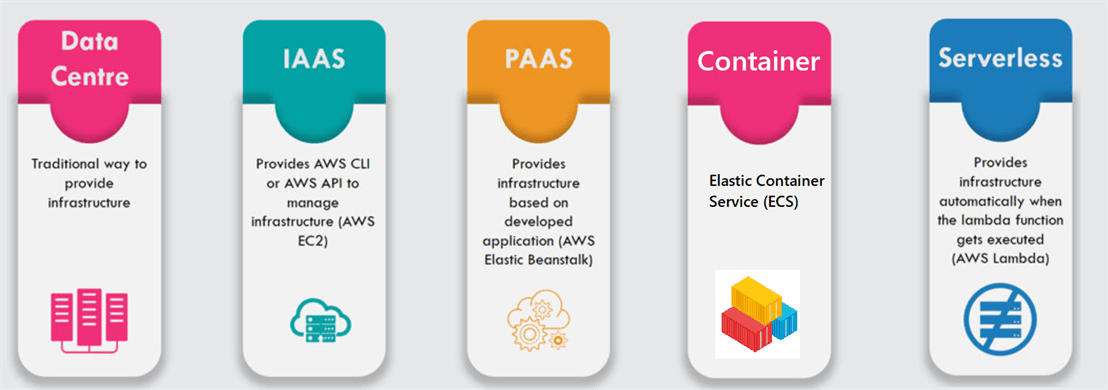 Data
Centre
Traditional way to
provide
infrastructure
IAAS
Provides AWS CLI
or AWS API to
manage
infrastructure (AWS
EC2)
PAAS
Provides
infrastructure
based on
developed
application (AWS
Elastic Beanstalk)
Container
Elastic Container
Service (ECS)
Serverless
Provides
infrastructure
automatically when
the lambda function
gets executed
(AWS Lambda)